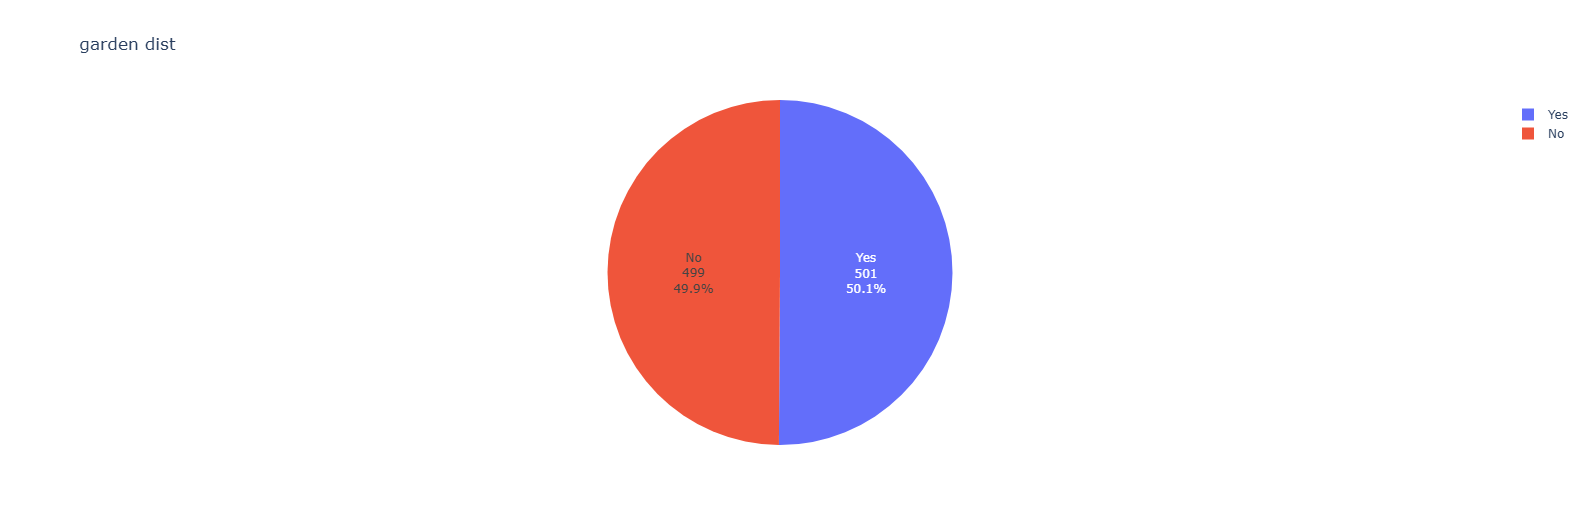 garden dist
Yes
No
No
499
49.9%
Yes
501
50.1%